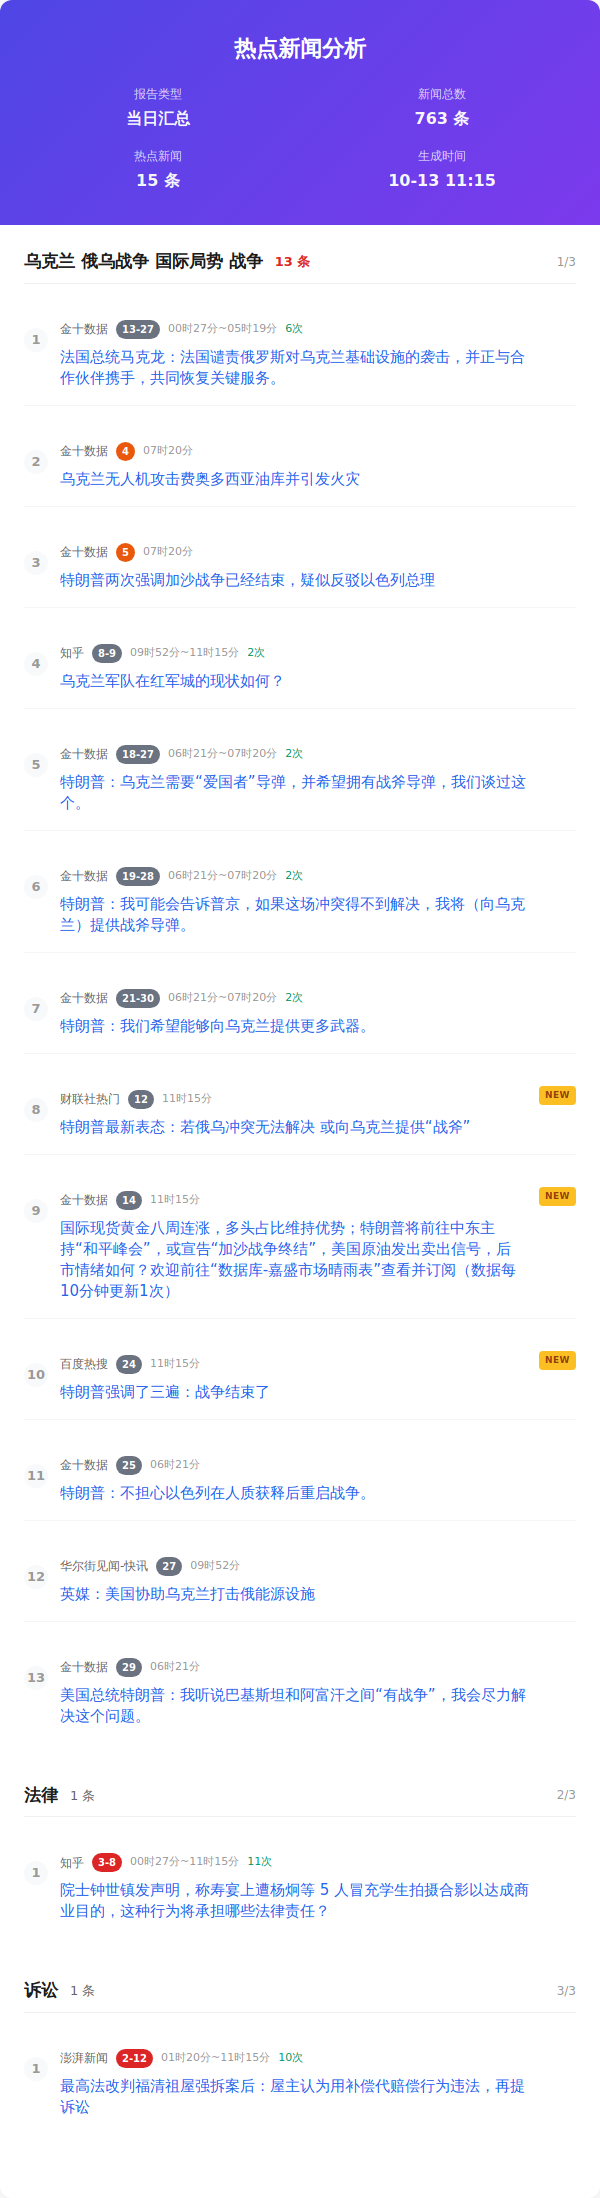 热点新闻分析
报告类型
新闻总数
当日汇总
763 条
热点新闻
生成时间
15 条
10-13 11:15
乌克兰 俄乌战争 国际局势 战争 13 条 1/3
1
金十数据 13-27 00时27分~05时19分 6次
法国总统马克龙：法国谴责俄罗斯对乌克兰基础设施的袭击，并正与合
作伙伴携手，共同恢复关键服务。
2
金十数据 4 07时20分
乌克兰无人机攻击费奥多西亚油库并引发火灾
3
金十数据 5 07时20分
特朗普两次强调加沙战争已经结束，疑似反驳以色列总理
4
知乎 8-9 09时52分~11时15分 2次
乌克兰军队在红军城的现状如何？
5
金十数据 18-27 06时21分~07时20分 2次
特朗普：乌克兰需要“爱国者”导弹，并希望拥有战斧导弹，我们谈过这
个。
6
金十数据 19-28 06时21分~07时20分 2次
特朗普：我可能会告诉普京，如果这场冲突得不到解决，我将（向乌克
兰）提供战斧导弹。
7
金十数据 21-30 06时21分~07时20分 2次
特朗普：我们希望能够向乌克兰提供更多武器。
8
财联社热门 12 11时15分 NEW
特朗普最新表态：若俄乌冲突无法解决 或向乌克兰提供“战斧”
9
金十数据 14 11时15分 NEW
国际现货黄金八周连涨，多头占比维持优势；特朗普将前往中东主
持“和平峰会”，或宣告“加沙战争终结”，美国原油发出卖出信号，后
市情绪如何？欢迎前往“数据库-嘉盛市场晴雨表”查看并订阅（数据每
10分钟更新1次）
10
百度热搜 24 11时15分 NEW
特朗普强调了三遍：战争结束了
11
金十数据 25 06时21分
特朗普：不担心以色列在人质获释后重启战争。
12
华尔街见闻-快讯 27 09时52分
英媒：美国协助乌克兰打击俄能源设施
13
金十数据 29 06时21分
美国总统特朗普：我听说巴基斯坦和阿富汗之间“有战争”，我会尽力解
决这个问题。
法律 1 条 2/3
1
知乎 3-8 00时27分~11时15分 11次
院士钟世镇发声明，称寿宴上遭杨烔等 5 人冒充学生拍摄合影以达成商
业目的，这种行为将承担哪些法律责任？
诉讼 1 条 3/3
1
澎湃新闻 2-12 01时20分~11时15分 10次
最高法改判福清祖屋强拆案后：屋主认为用补偿代赔偿行为违法，再提
诉讼